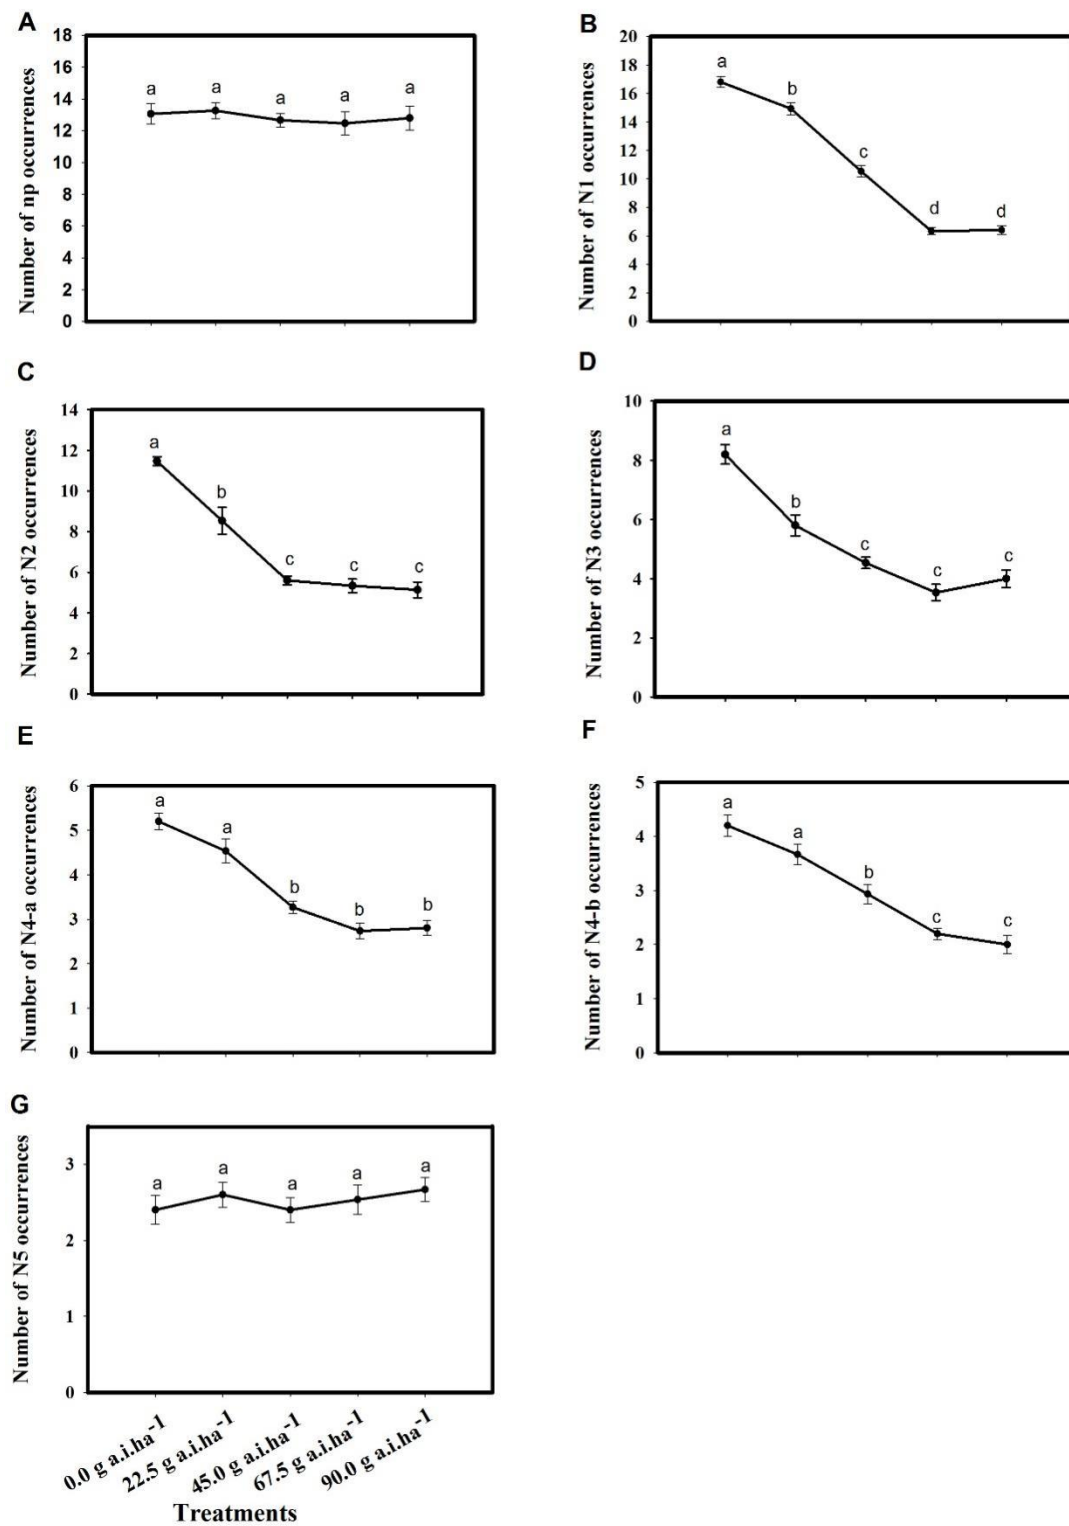 A
Number of np occurrences
18
16
14
12
10
8
6
4
2
0
a
a
a
a
a
B
Number of N1 occurrences
20
18
16
14
12
10
8
6
4
2
0
a
b
c
d
d
C
Number of N2 occurrences
14
12
10
8
6
4
2
0
a
b
c
c
c
D
Number of N3 occurrences
10
8
6
4
2
0
a
b
c
c
c
E
Number of N4-a occurrences
6
5
4
3
2
1
0
a
a
b
b
b
F
Number of N4-b occurrences
5
4
3
2
1
0
a
a
b
c
c
G
Number of N5 occurrences
3
2
1
0
a
a
a
a
a
0.0 g a.i.ha-1
22.5 g a.i.ha-1
45.0 g a.i.ha-1
67.5 g a.i.ha-1
90.0 g a.i.ha-1
Treatments